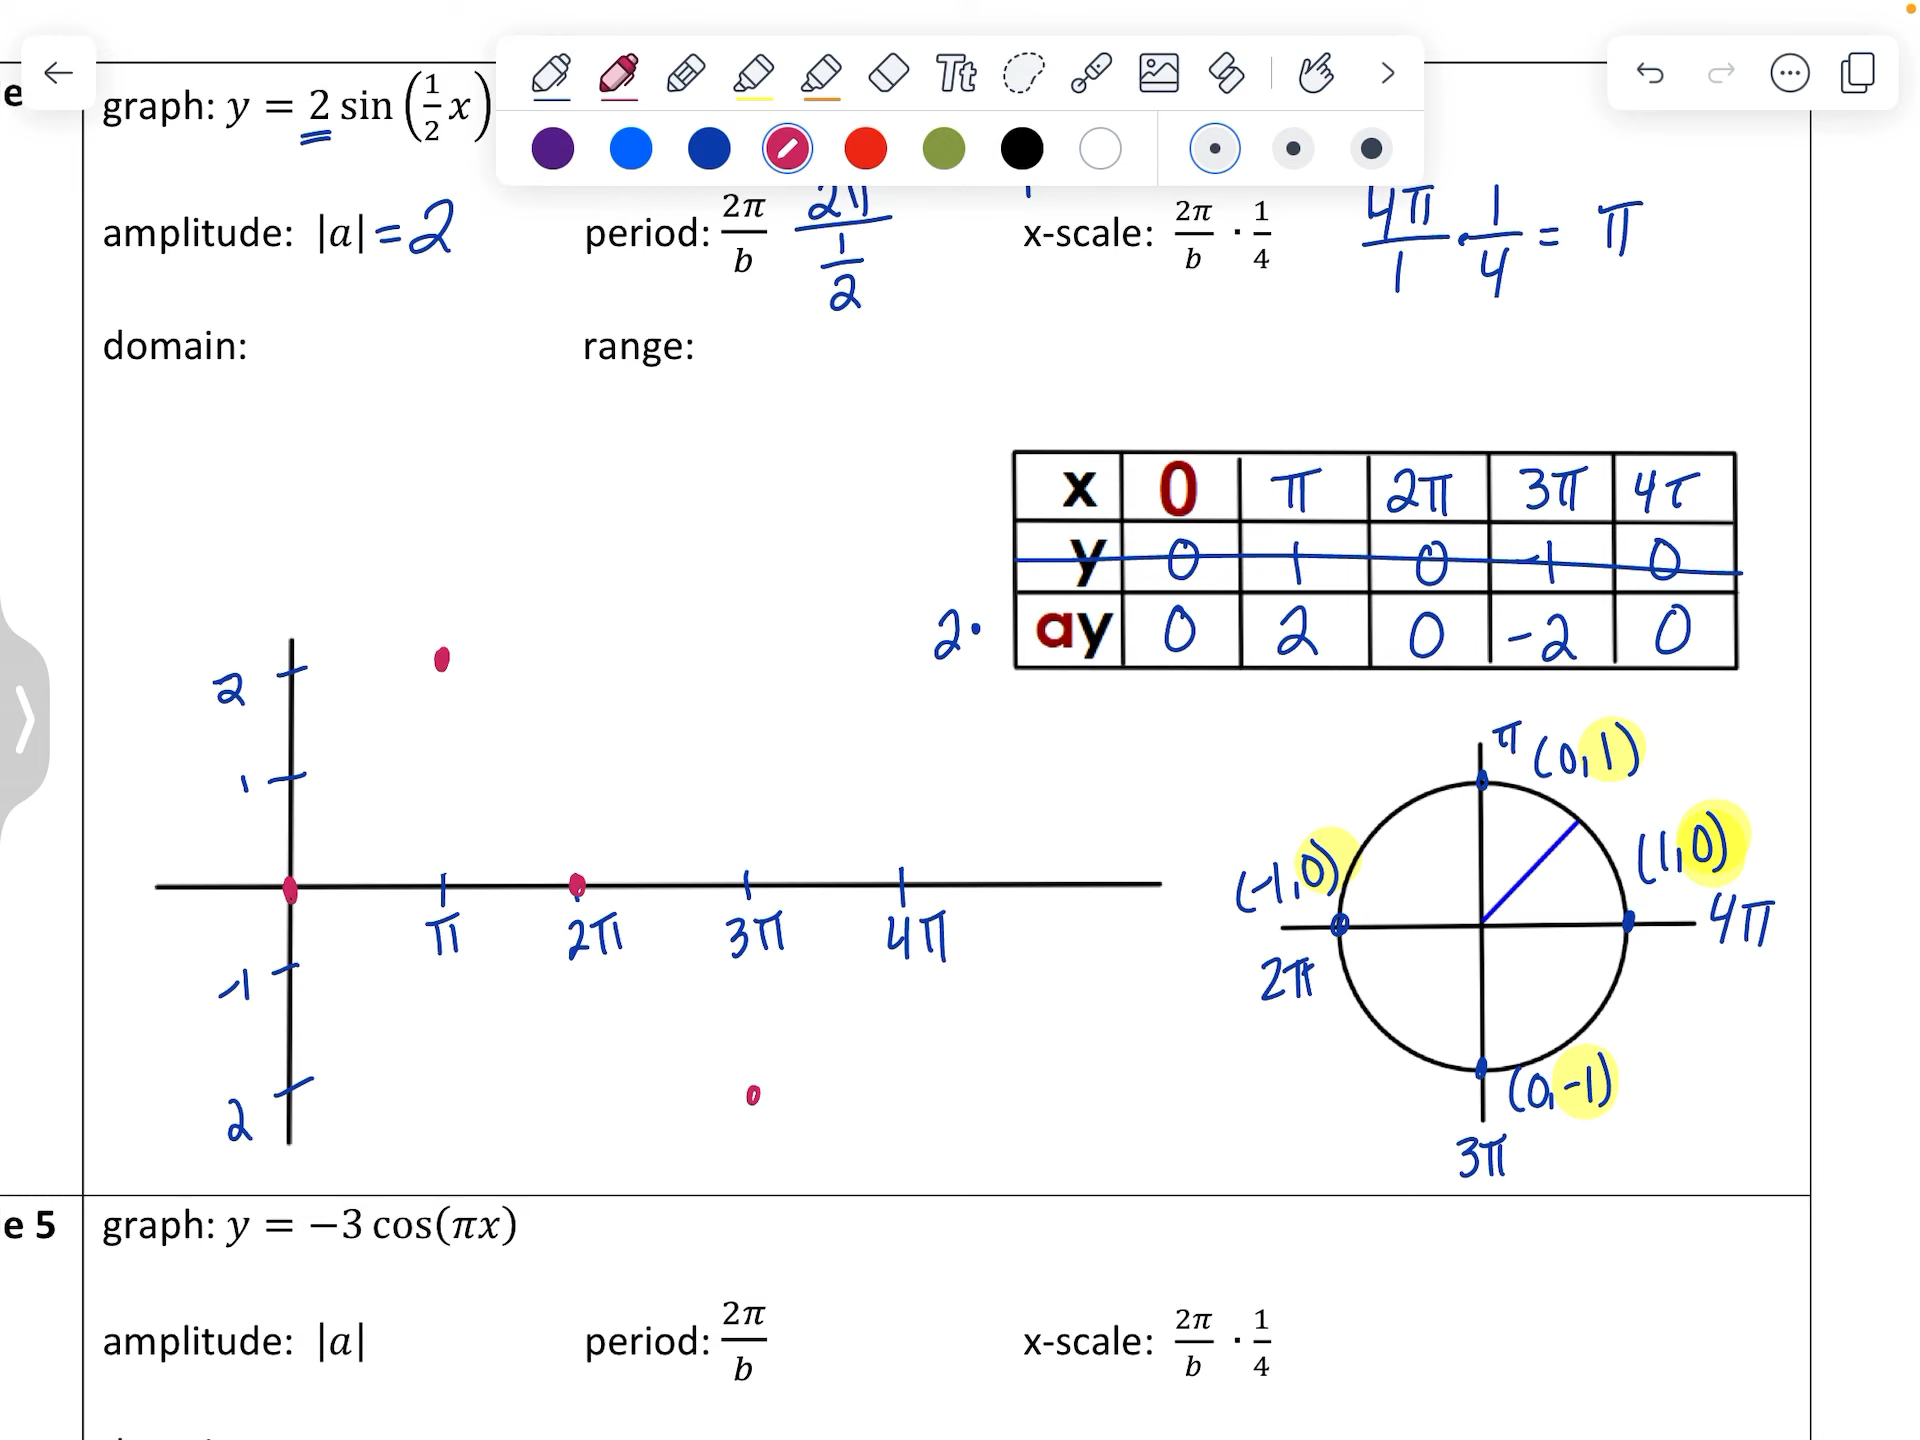 e
graph: y = 2 sin (1/2 x)
Tt
amplitude: |a| = 2
period: 2π/b 2π/(1/2)
x-scale: 2π/b · 1/4 4π/1 · 1/4 = π
domain:
range:
x 0 π 2π 3π 4π
y 0 1 0 -1 0
2· ay 0 2 0 -2 0
2
1
π 2π 3π 4π
-1
2
π (0,1)
(-1,0) (1,0)
2π 4π
(0,-1)
3π
e 5
graph: y = −3 cos(πx)
amplitude: |a|
period: 2π/b
x-scale: 2π/b · 1/4